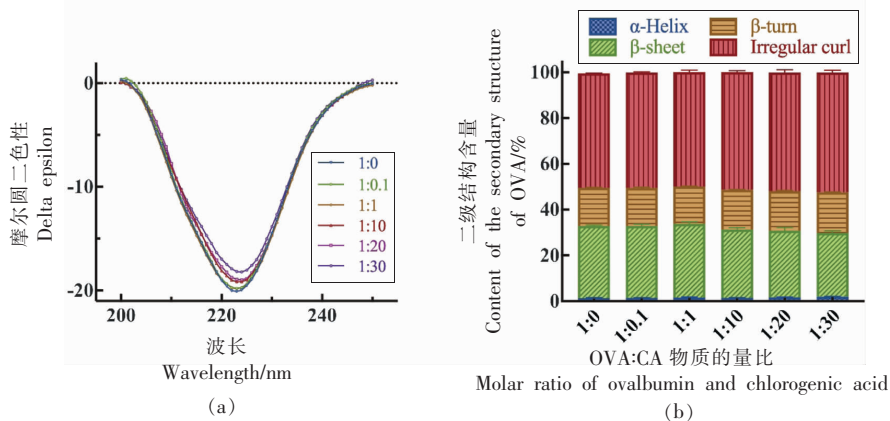 摩尔圆二色性
Delta epsilon
0
-10
-20
200
220
240
1:0
1:0.1
1:1
1:10
1:20
1:30
波长
Wavelength/nm
(a)
α-Helix
β-turn
β-sheet
Irregular curl
二级结构含量
Content of the secondary structure
of OVA/%
100
80
60
40
20
0
1:0
1:0.1
1:1
1:10
1:20
1:30
OVA:CA 物质的量比
Molar ratio of ovalbumin and chlorogenic acid
(b)